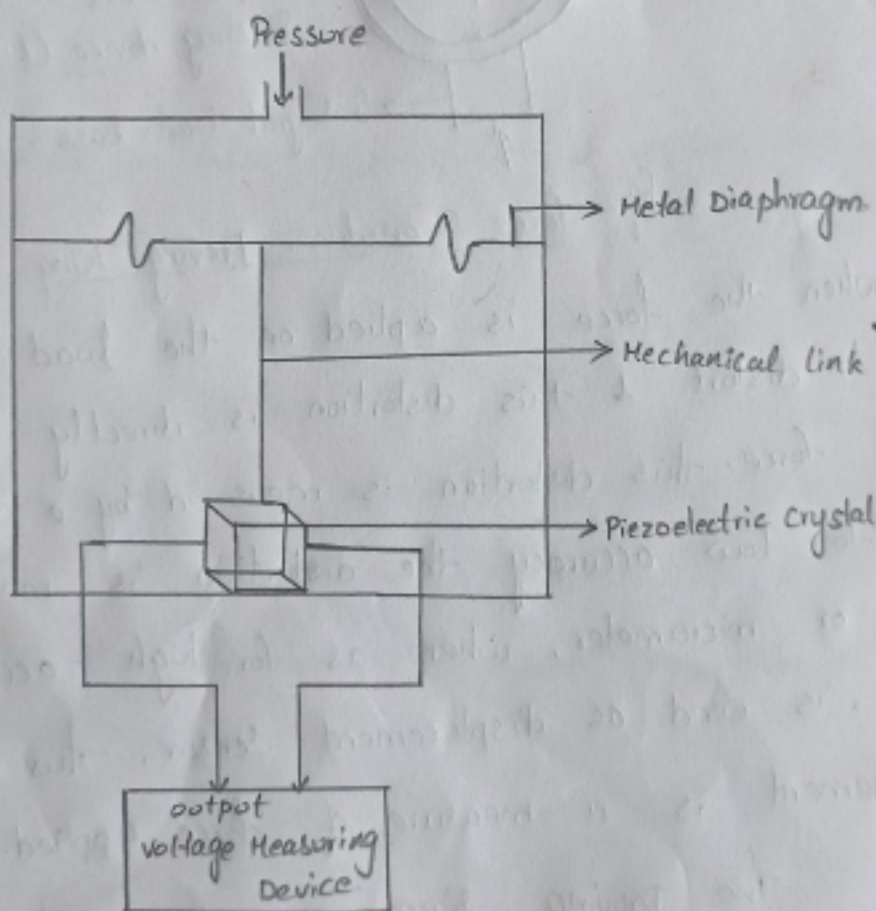 Pressure
Metal Diaphragm
Mechanical link
Piezoelectric Crystal
output
Voltage Measuring
Device